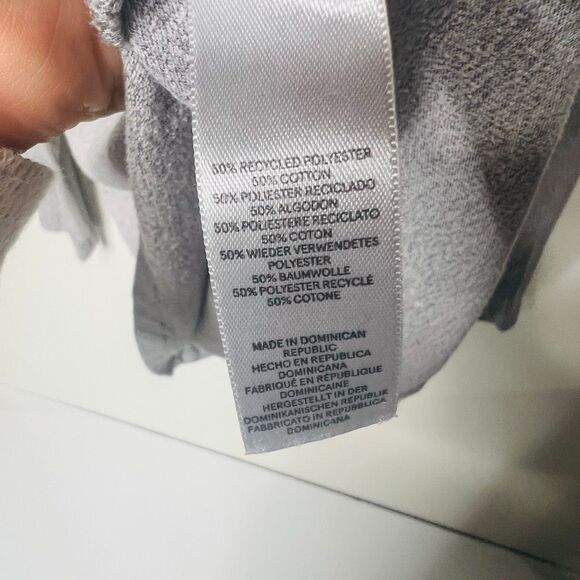 50% RECYCLED POLYESTER
50% COTTON
50% POLIESTER RECICLADO
50% ALGODON
50% POLIESTERE RICICLATO
50% COTON
50% WIEDER VERWENDETES
POLYESTER
50% BAUMWOLLE
50% POLYESTER RECYCLÉ
50% COTONE
MADE IN DOMINICAN
REPUBLIC
HECHO EN REPUBLICA
DOMINICANA
FABRIQUÉ EN RÉPUBLIQUE
DOMINICAINE
HERGESTELLT IN DER
DOMINIKANISCHEN REPUBLIK
FABBRICATO IN REPUBBLICA
DOMINICANA